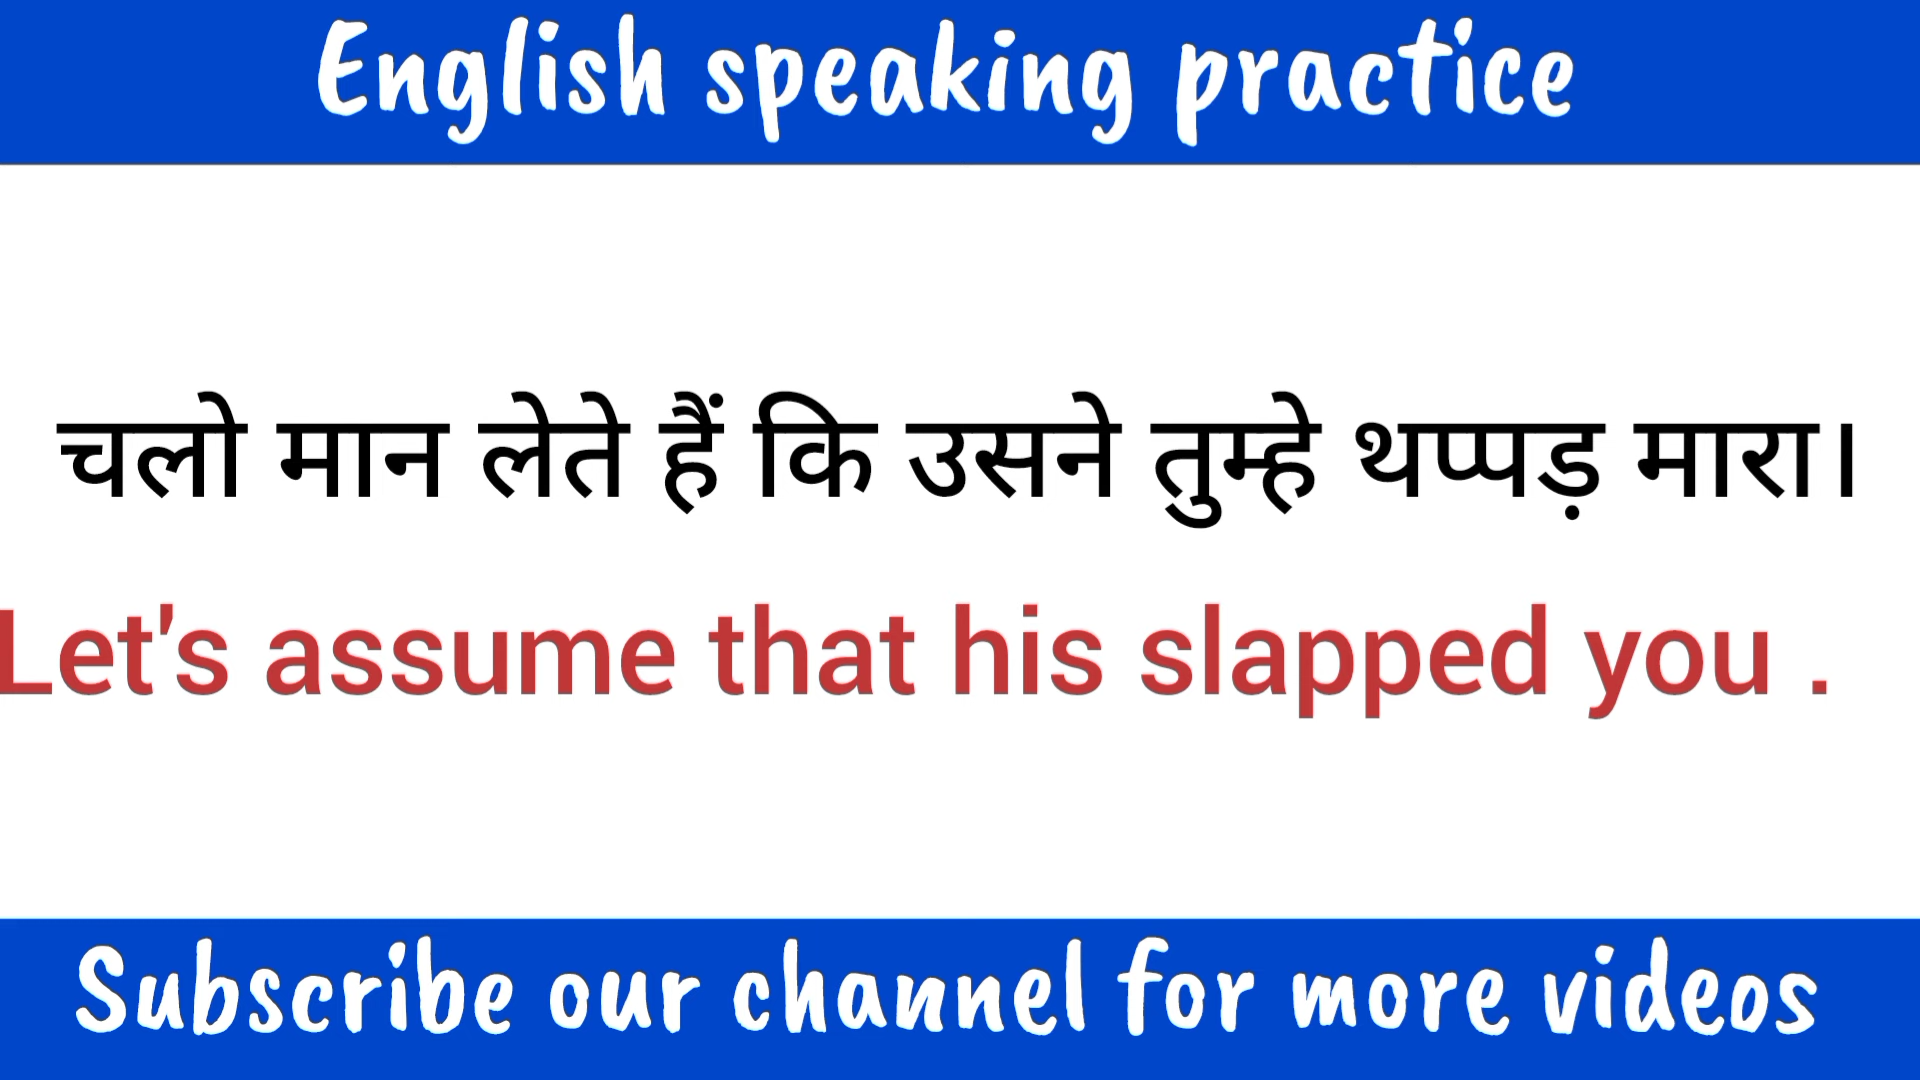 English speaking practice
चलो मान लेते हैं कि उसने तुम्हे थप्पड़ मारा।
Let's assume that his slapped you .
Subscribe our channel for more videos